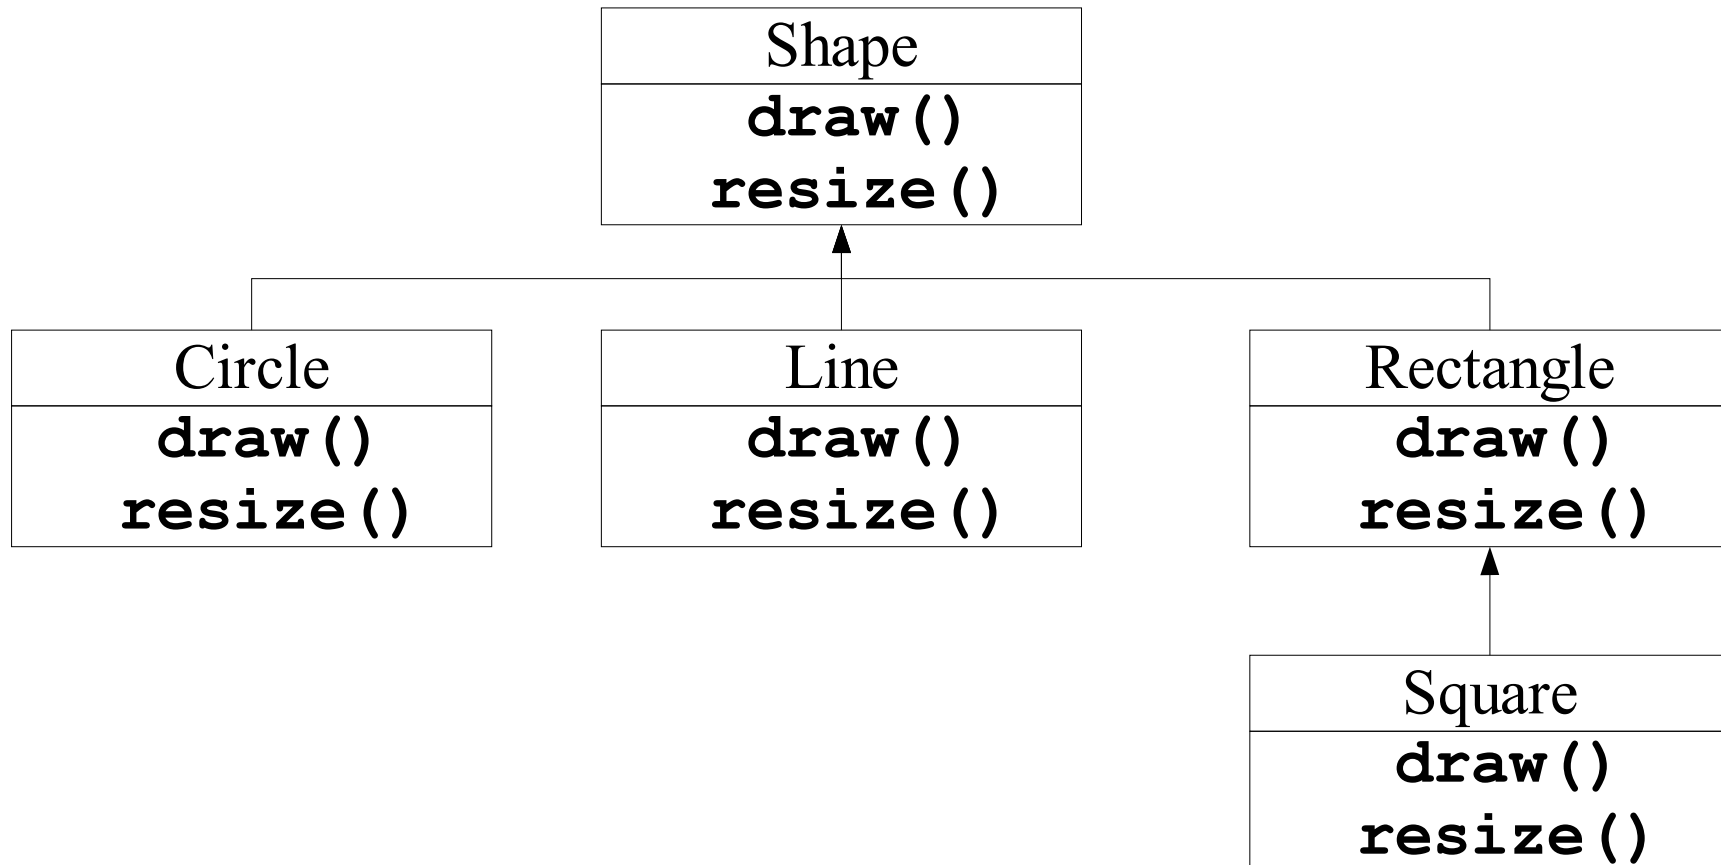 Shape
draw()
resize()
Circle
draw()
resize()
Line
draw()
resize()
Rectangle
draw()
resize()
Square
draw()
resize()